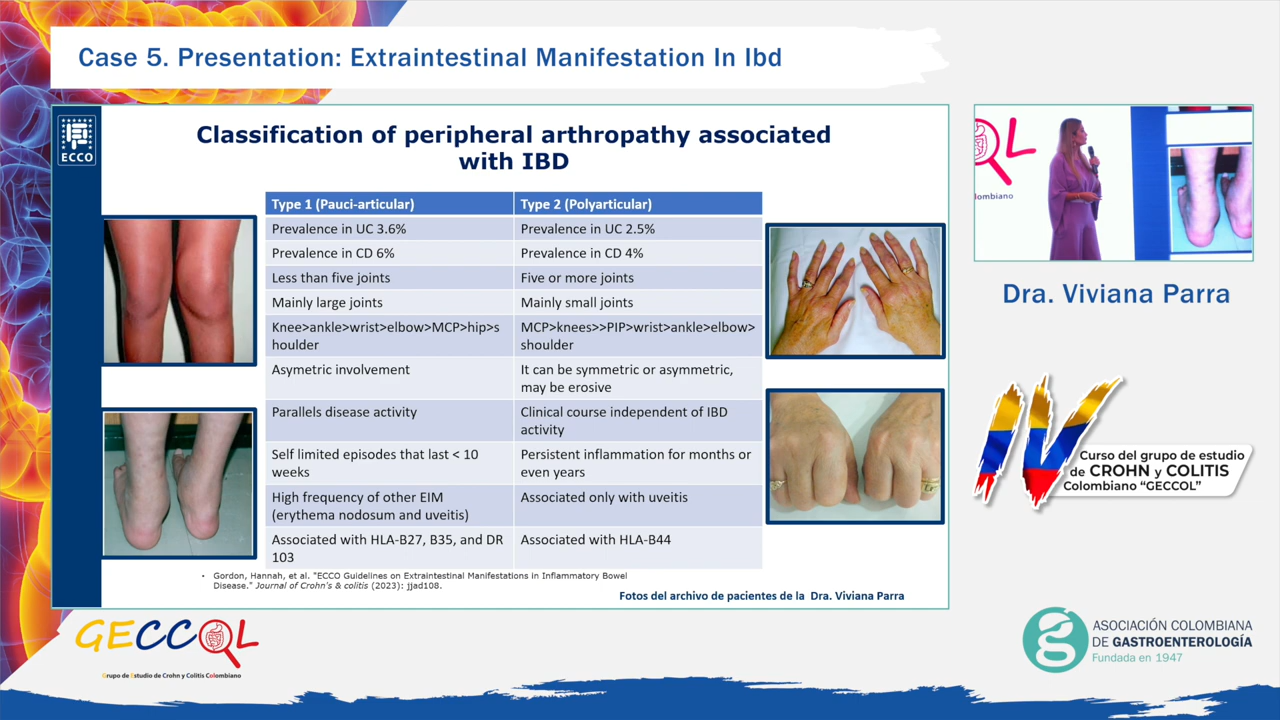 Case 5. Presentation: Extraintestinal Manifestation In Ibd
ECCO
Classification of peripheral arthropathy associated
with IBD
Type 1 (Pauci-articular)
Type 2 (Polyarticular)
Prevalence in UC 3.6%
Prevalence in UC 2.5%
Prevalence in CD 6%
Prevalence in CD 4%
Less than five joints
Five or more joints
Mainly large joints
Mainly small joints
Knee>ankle>wrist>elbow>MCP>hip>s
houlder
MCP>knees>>PIP>wrist>ankle>elbow>
shoulder
Asymetric involvement
It can be symmetric or asymmetric,
may be erosive
Parallels disease activity
Clinical course independent of IBD
activity
Self limited episodes that last < 10
weeks
Persistent inflammation for months or
even years
High frequency of other EIM
(erythema nodosum and uveitis)
Associated only with uveitis
Associated with HLA-B27, B35, and DR
103
Associated with HLA-B44
• Gordon, Hannah, et al. "ECCO Guidelines on Extraintestinal Manifestations in Inflammatory Bowel
Disease." Journal of Crohn's & colitis (2023): jjad108.
Fotos del archivo de pacientes de la Dra. Viviana Parra
OL
lombiano
Dra. Viviana Parra
IV
Curso del grupo de estudio
de CROHN y COLITIS
Colombiano "GECCOL"
GECCOL
Grupo de Estudio de Crohn y Colitis Colombiano
ASOCIACIÓN COLOMBIANA
DE GASTROENTEROLOGÍA
Fundada en 1947